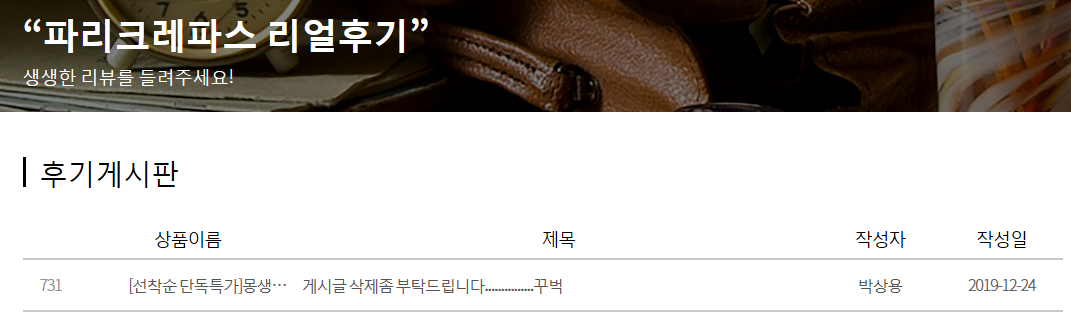 “파리크레파스 리얼후기”
생생한 리뷰를 들려주세요!
후기게시판
상품이름 제목 작성자 작성일
731 [선착순 단독특가]몽생… 게시글 삭제좀 부탁드립니다...............꾸벅 박상용 2019-12-24